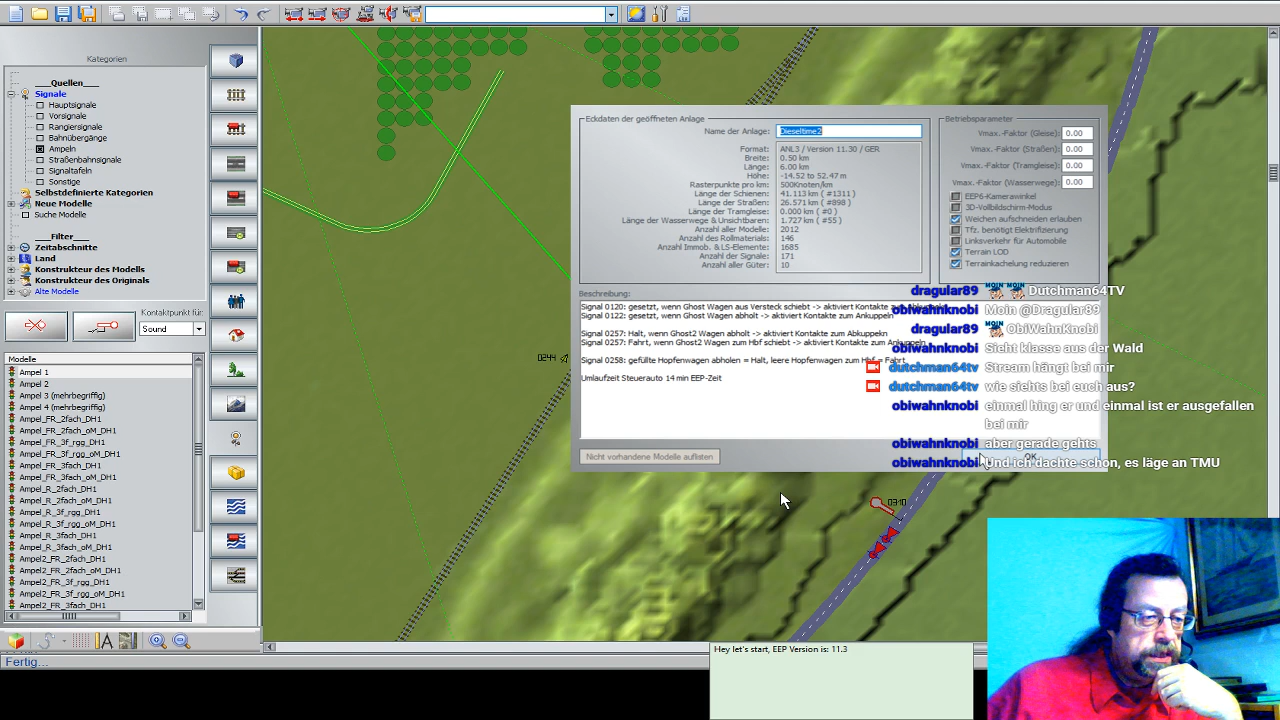 Kategorien
___Quellen___
Signale
Hauptsignale
Vorsignale
Rangiersignale
Bahnübergänge
Ampeln
Straßenbahnsignale
Signaltafeln
Sonstige
Selbstdefinierte Kategorien
Neue Modelle
Suche Modelle
___Filter___
Zeitabschnitte
Land
Konstrukteur des Modells
Konstrukteur des Originals
Alte Modelle
Kontaktpunkt für:
Sound
Modelle
Ampel 1
Ampel 2
Ampel 3 (mehrbegriffig)
Ampel 4 (mehrbegriffig)
Ampel_FR_2fach_DH1
Ampel_FR_2fach_oM_DH1
Ampel_FR_3f_rgg_DH1
Ampel_FR_3f_rgg_oM_DH1
Ampel_FR_3fach_DH1
Ampel_FR_3fach_oM_DH1
Ampel_R_2fach_DH1
Ampel_R_2fach_oM_DH1
Ampel_R_3f_rgg_DH1
Ampel_R_3f_rgg_oM_DH1
Ampel_R_3fach_DH1
Ampel_R_3fach_oM_DH1
Ampel2_FR_2fach_DH1
Ampel2_FR_2fach_oM_DH1
Ampel2_FR_3f_rgg_DH1
Ampel2_FR_3f_rgg_oM_DH1
Ampel2_FR_3fach_DH1
Fertig...
0244
0310
Eckdaten der geöffneten Anlage
Name der Anlage: Dieseltime2
Format: ANL3 / Version 11.30 / GER
Breite: 0.50 km
Länge: 6.00 km
Höhe: -14.52 to 52.47 m
Rasterpunkte pro km: 500Knoten/km
Länge der Schienen: 41.113 km ( #1311 )
Länge der Straßen: 26.571 km ( #898 )
Länge der Tramgleise: 0.000 km ( #0 )
Länge der Wasserwege & Unsichtbaren: 1.727 km ( #55 )
Anzahl aller Modelle: 2012
Anzahl des Rollmaterials: 146
Anzahl Immob. & LS-Elemente: 1685
Anzahl der Signale: 171
Anzahl aller Güter: 10
Betriebsparameter
Vmax.-Faktor (Gleise): 0.00
Vmax.-Faktor (Straßen): 0.00
Vmax.-Faktor (Tramgleise): 0.00
Vmax.-Faktor (Wasserwege): 0.00
EEP6-Kamerawinkel
3D-Vollbildschirm-Modus
Weichen aufschneiden erlauben
Tfz. benötigt Elektrifizierung
Linksverkehr für Automobile
Terrain LOD
Terrainkachelung reduzieren
Beschreibung:
Signal 0120: gesetzt, wenn Ghost Wagen aus Versteck schiebt -> aktiviert Kontakte zum
Signal 0122: gesetzt, wenn Ghost Wagen abholt -> aktiviert Kontakte zum Ankuppeln
Signal 0257: Halt, wenn Ghost2 Wagen abholt -> aktiviert Kontakte zum Abkuppekn
Signal 0257: Fahrt, wenn Ghost2 Wagen zum Hbf schiebt -> aktiviert Kontakte zum Ankuppeln
Signal 0258: gefüllte Hopfenwagen abholen = Halt, leere Hopfenwagen zum Hbf = Fahrt
Umlaufzeit Steuerauto 14 min EEP-Zeit
Nicht vorhandene Modelle auflisten
OK
dragular89 Dutchman64TV
obiwahnknobi Moin @Dragular89
dragular89 ObiWahnKnobi
obiwahnknobi Sieht klasse aus der Wald
dutchman64tv Stream hängt bei mir
dutchman64tv wie siehts bei euch aus?
obiwahnknobi einmal hing er und einmal ist er ausgefallen
bei mir
obiwahnknobi aber gerade gehts
obiwahnknobi Und ich dachte schon, es läge an TMU
Hey let's start, EEP Version is: 11.3